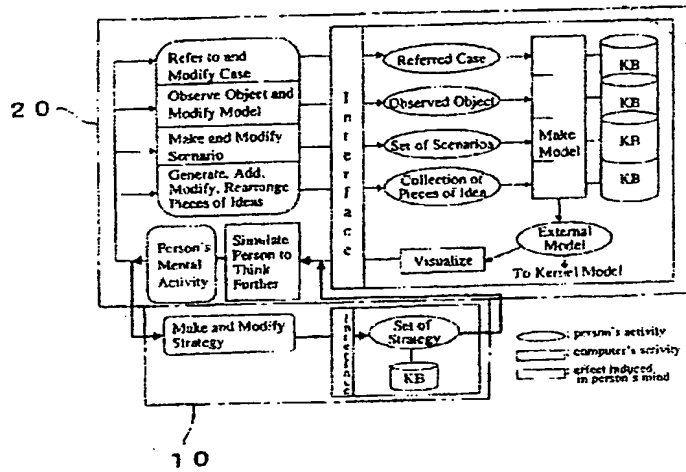 20
Refer to and
Modify Case
Observe Object and
Modify Model
Make and Modify
Scenario
Generate, Add,
Modify, Rearrange
Pieces of Ideas
Interface
Referred Case
Observed Object
Set of Scenarios
Collection of
Pieces of Idea
Make
Model
KB
KB
KB
KB
External
Model
To Kernel Model
Visualize
Simulate
Person to
Think
Further
Person's
Mental
Activity
Make and Modify
Strategy
Interface
Set of
Strategy
KB
: person's activity
: computer's activity
: effect induced
in person's mind
10